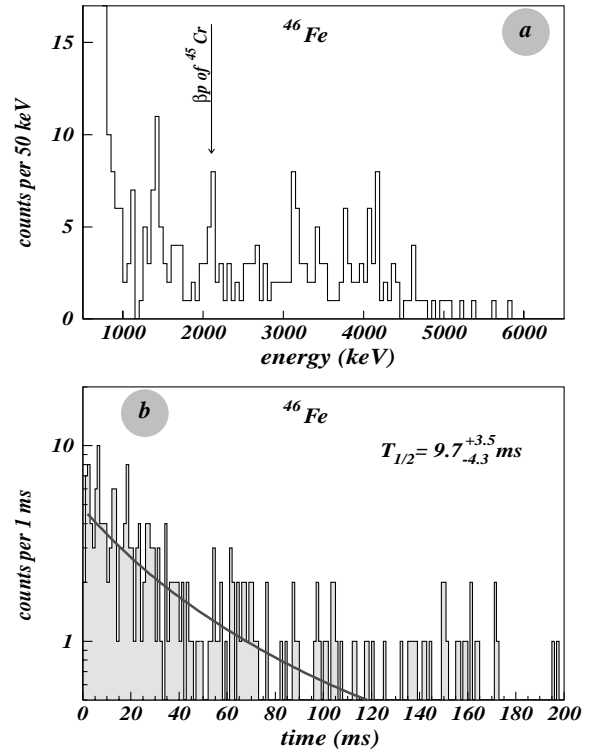 ⁴⁶Fe
a
βp of ⁴⁵Cr
counts per 50 keV
15
10
5
0
1000 2000 3000 4000 5000 6000
energy (keV)
b
⁴⁶Fe
T₁/₂ = 9.7 +3.5 -4.3 ms
counts per 1 ms
10
1
0 20 40 60 80 100 120 140 160 180 200
time (ms)